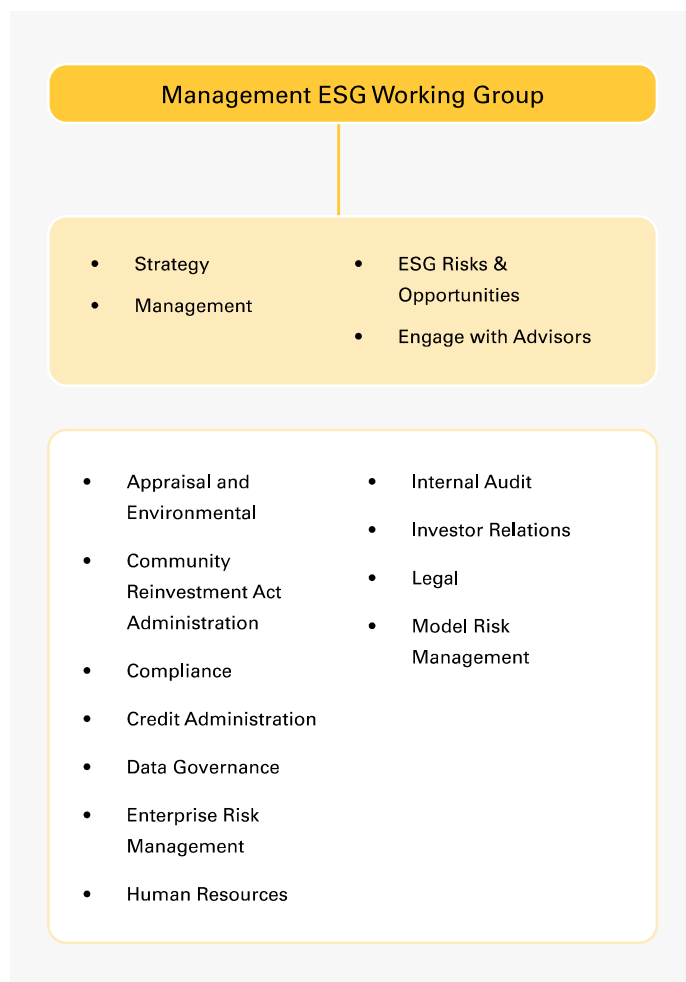 Management ESG Working Group
• Strategy
• Management
• ESG Risks &
Opportunities
• Engage with Advisors
• Appraisal and
Environmental
• Community
Reinvestment Act
Administration
• Compliance
• Credit Administration
• Data Governance
• Enterprise Risk
Management
• Human Resources
• Internal Audit
• Investor Relations
• Legal
• Model Risk
Management